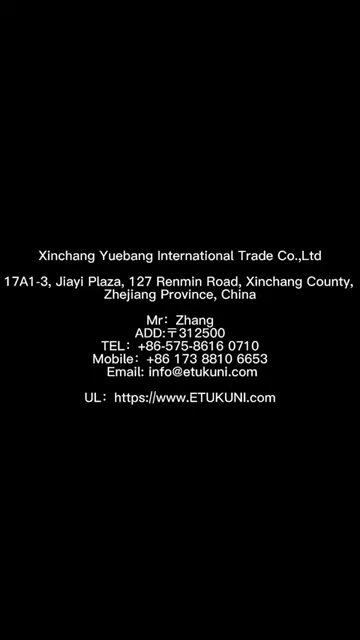 Xinchang Yuebang International Trade Co.,Ltd
17A1-3, Jiayi Plaza, 127 Renmin Road, Xinchang County,
Zhejiang Province, China
Mr：Zhang
ADD:〒312500
TEL：+86-575-8616 0710
Mobile：+86 173 8810 6653
Email: info@etukuni.com
UL：https://www.ETUKUNI.com